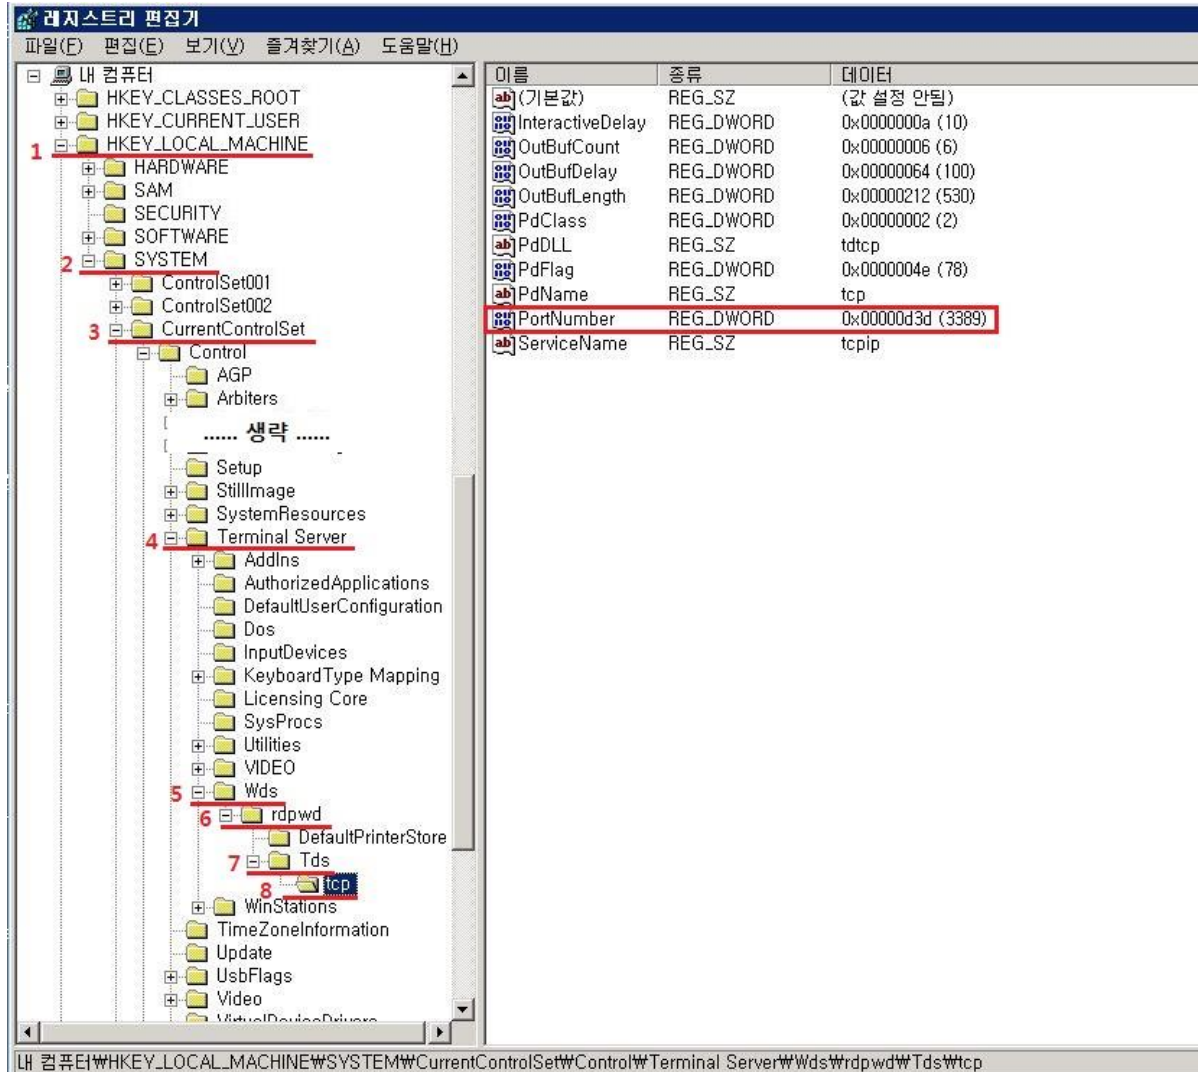 레지스트리 편집기
파일(F) 편집(E) 보기(V) 즐겨찾기(A) 도움말(H)
내 컴퓨터
HKEY_CLASSES_ROOT
HKEY_CURRENT_USER
1 HKEY_LOCAL_MACHINE
HARDWARE
SAM
SECURITY
SOFTWARE
2 SYSTEM
ControlSet001
ControlSet002
3 CurrentControlSet
Control
AGP
Arbiters
...... 생략 ......
Setup
StillImage
SystemResources
4 Terminal Server
AddIns
AuthorizedApplications
DefaultUserConfiguration
Dos
InputDevices
KeyboardType Mapping
Licensing Core
SysProcs
Utilities
VIDEO
5 Wds
6 rdpwd
DefaultPrinterStore
7 Tds
8 tcp
WinStations
TimeZoneInformation
Update
UsbFlags
Video
VirtualDeviceDrivers
이름 종류 데이터
(기본값) REG_SZ (값 설정 안됨)
InteractiveDelay REG_DWORD 0x0000000a (10)
OutBufCount REG_DWORD 0x00000006 (6)
OutBufDelay REG_DWORD 0x00000064 (100)
OutBufLength REG_DWORD 0x00000212 (530)
PdClass REG_DWORD 0x00000002 (2)
PdDLL REG_SZ tdtcp
PdFlag REG_DWORD 0x0000004e (78)
PdName REG_SZ tcp
PortNumber REG_DWORD 0x00000d3d (3389)
ServiceName REG_SZ tcpip
내 컴퓨터₩HKEY_LOCAL_MACHINE₩SYSTEM₩CurrentControlSet₩Control₩Terminal Server₩Wds₩rdpwd₩Tds₩tcp